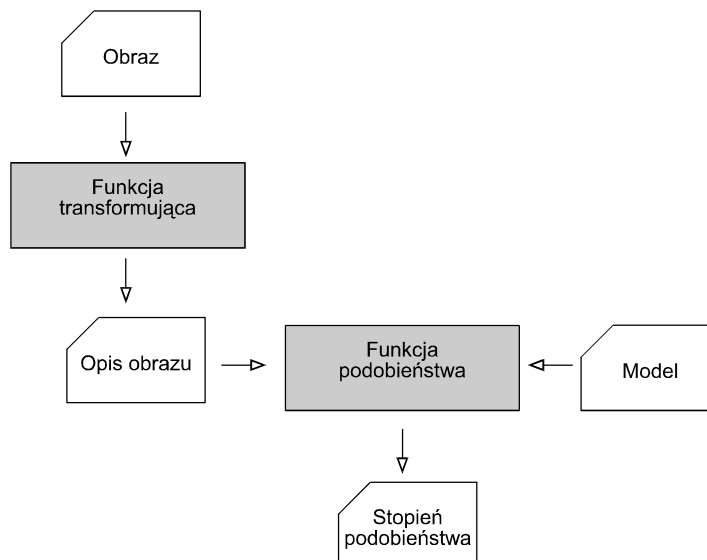 Obraz
Funkcja
transformująca
Opis obrazu
Funkcja
podobieństwa
Model
Stopień
podobieństwa